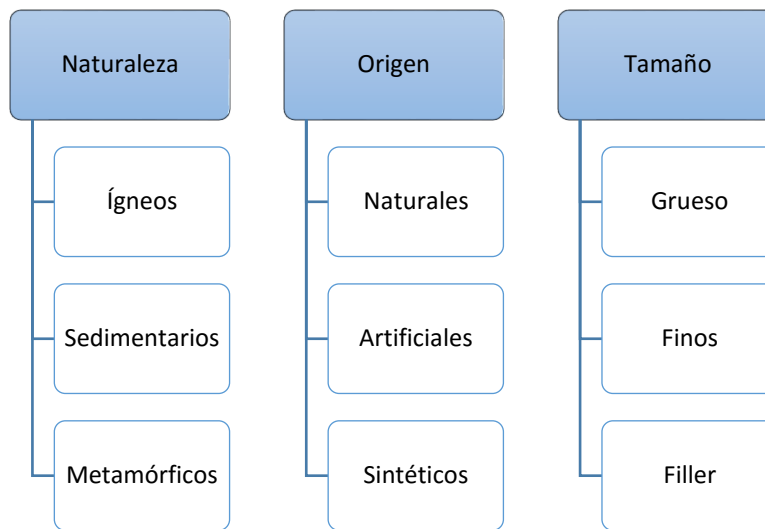 Naturaleza
Ígneos
Sedimentarios
Metamórficos
Origen
Naturales
Artificiales
Sintéticos
Tamaño
Grueso
Finos
Filler